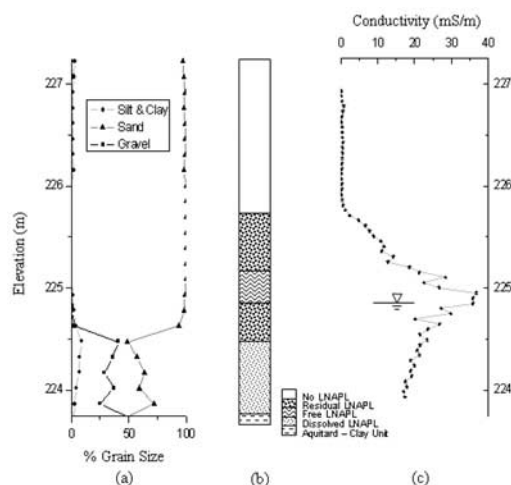 Conductivity (mS/m)
0 10 20 30 40
227
226
225
224
Elevation (m)
Silt & Clay
Sand
Gravel
0 50 100
% Grain Size
(a)
(b)
No LNAPL
Residual LNAPL
Free LNAPL
Dissolved LNAPL
Aquitard - Clay Unit
227
226
225
224
(c)